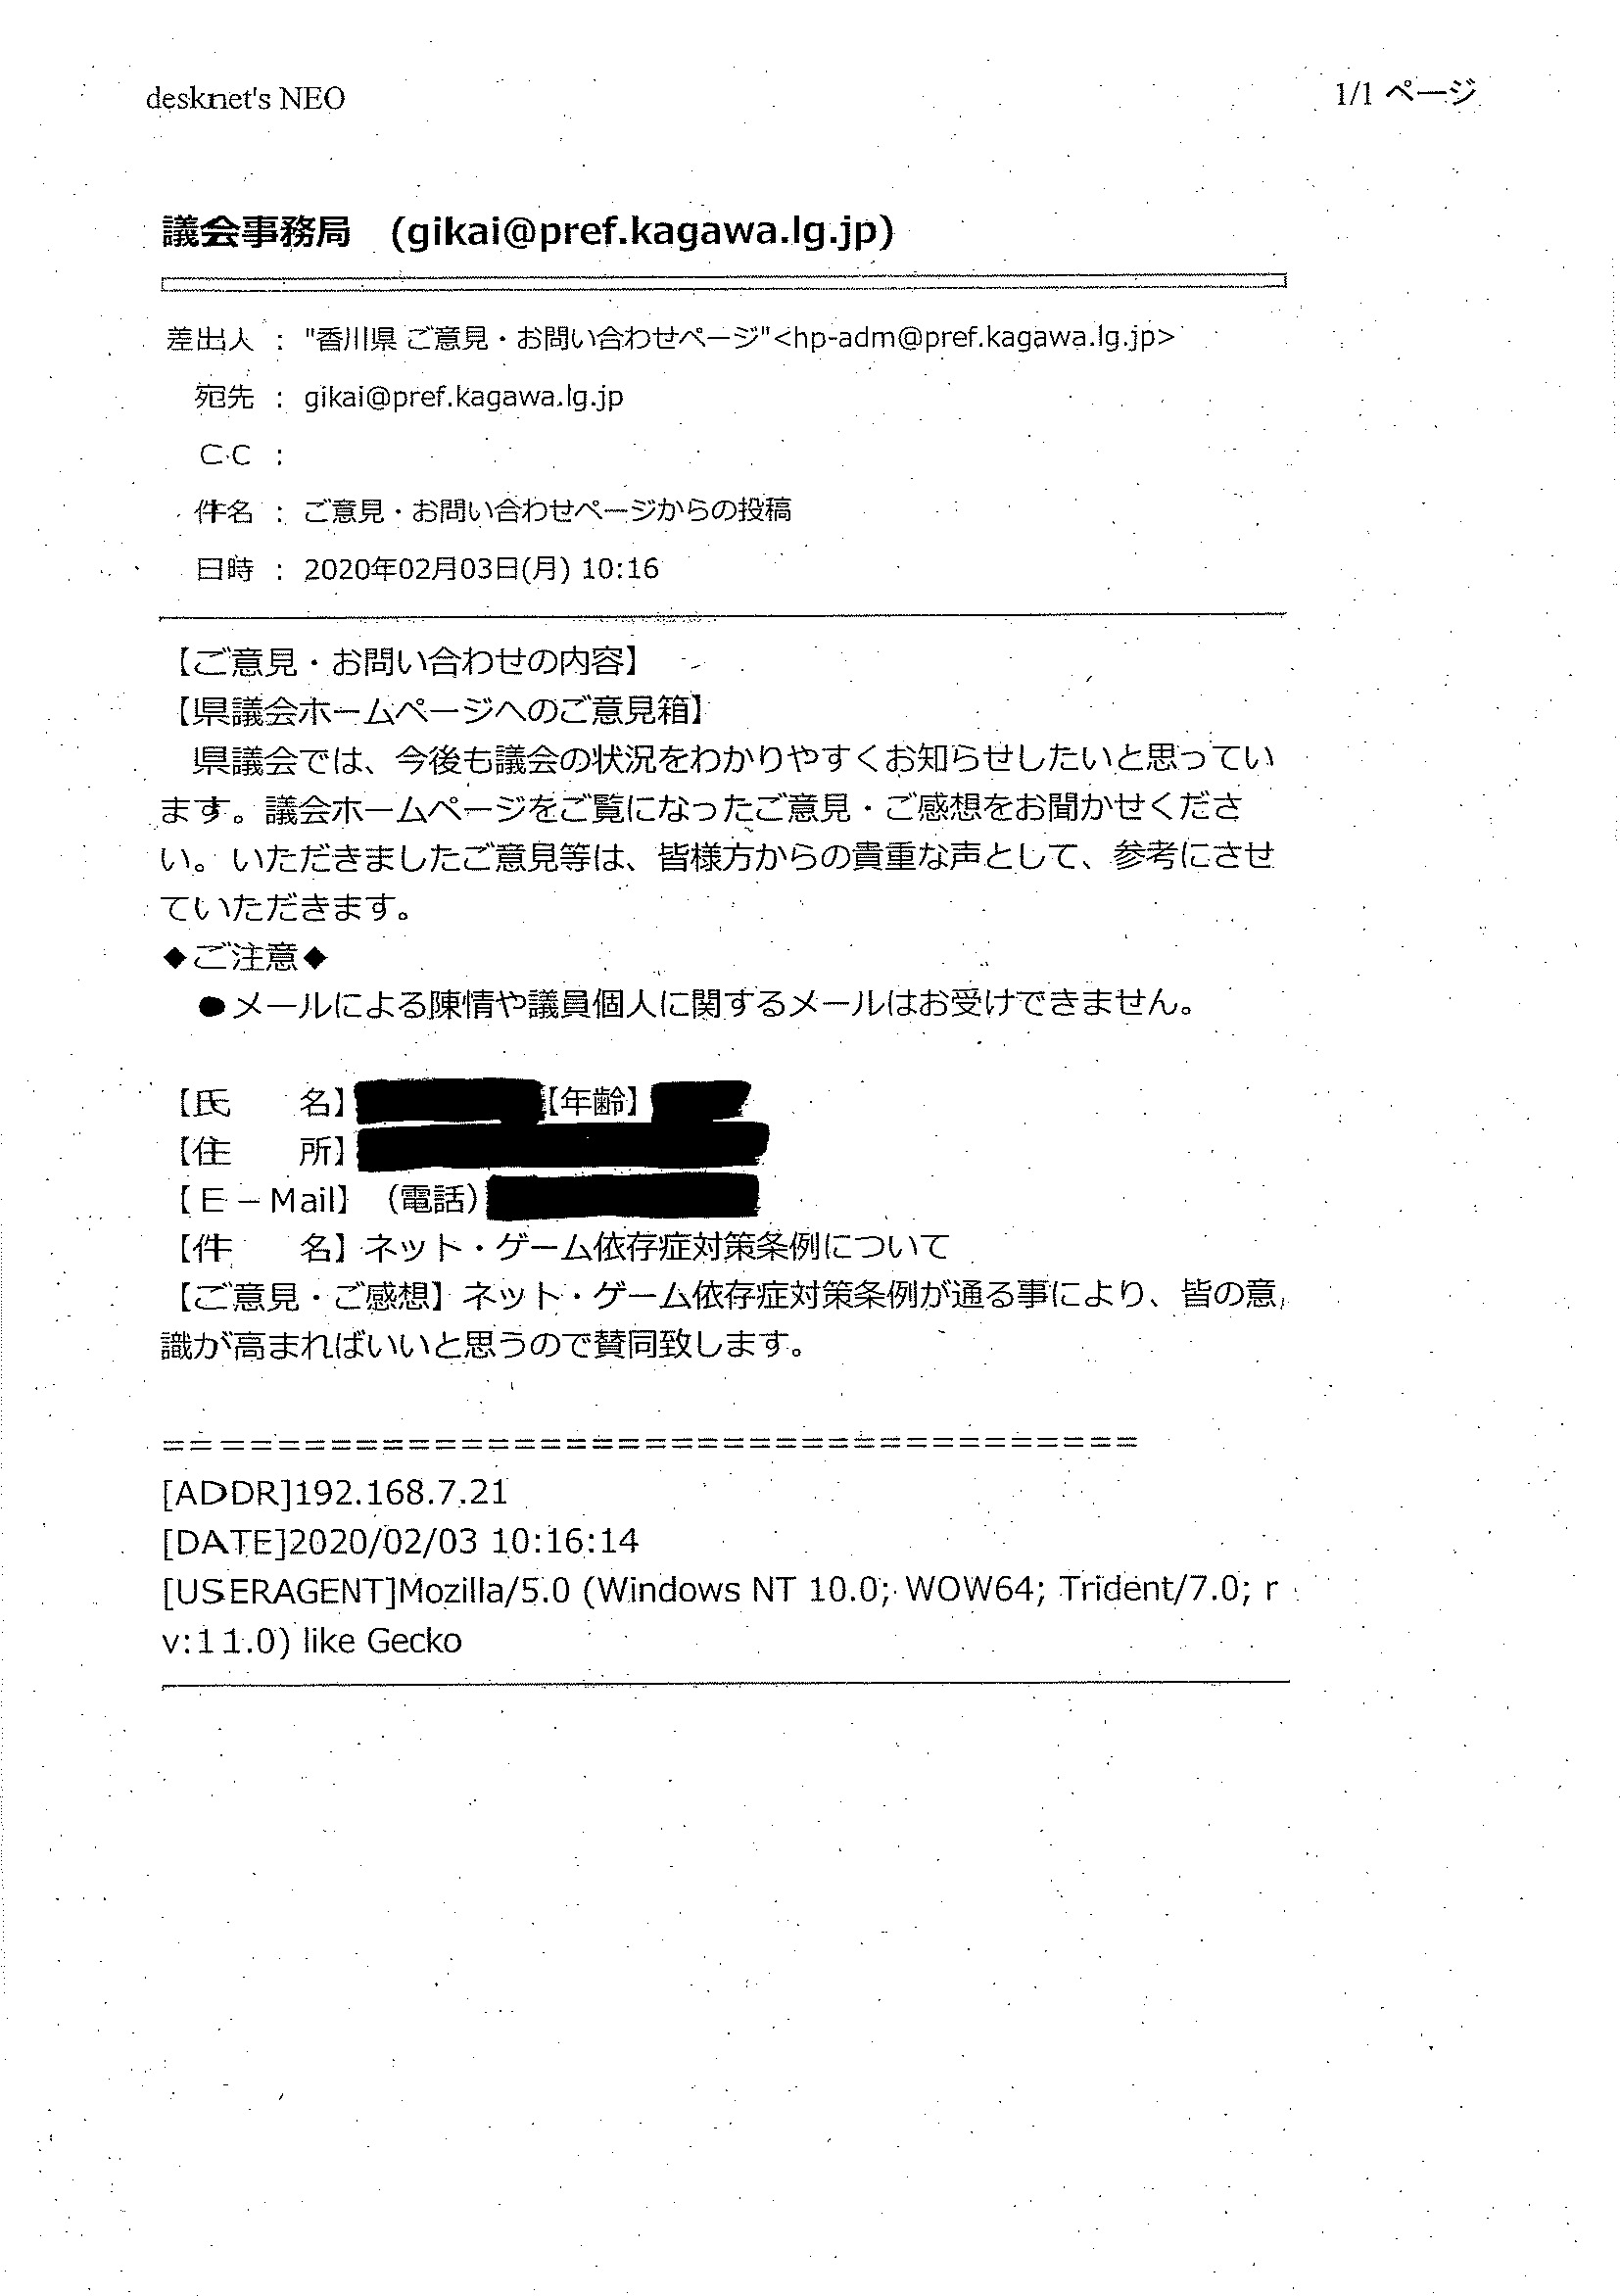 desknet's NEO
1/1 ページ
議会事務局　(gikai@pref.kagawa.lg.jp)
差出人 ： "香川県 ご意見・お問い合わせページ"<hp-adm@pref.kagawa.lg.jp>
宛先 ： gikai@pref.kagawa.lg.jp
CC ：
件名 ： ご意見・お問い合わせページからの投稿
日時 ： 2020年02月03日(月) 10:16
【ご意見・お問い合わせの内容】
【県議会ホームページへのご意見箱】
　県議会では、今後も議会の状況をわかりやすくお知らせしたいと思ってい
ます。議会ホームページをご覧になったご意見・ご感想をお聞かせくださ
い。いただきましたご意見等は、皆様方からの貴重な声として、参考にさせ
ていただきます。
◆ご注意◆
　●メールによる陳情や議員個人に関するメールはお受けできません。
【氏　　名】【年齢】
【住　　所】
【Ｅ－Mail】（電話）
【件　　名】ネット・ゲーム依存症対策条例について
【ご意見・ご感想】ネット・ゲーム依存症対策条例が通る事により、皆の意
識が高まればいいと思うので賛同致します。
=====================================
[ADDR]192.168.7.21
[DATE]2020/02/03 10:16:14
[USERAGENT]Mozilla/5.0 (Windows NT 10.0; WOW64; Trident/7.0; r
v:11.0) like Gecko